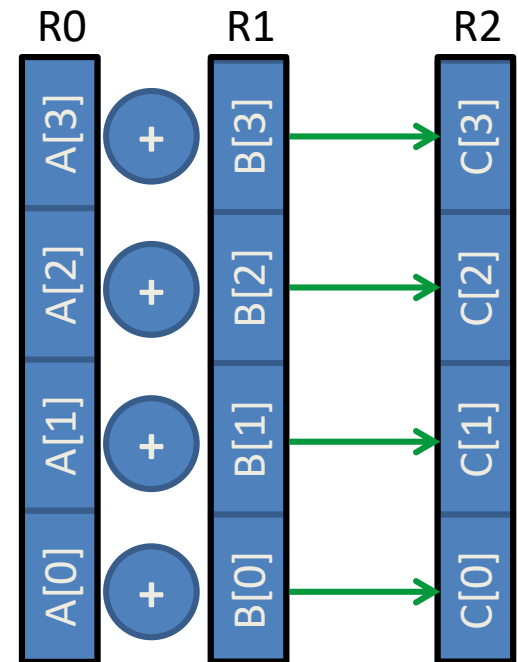 R0 R1 R2
A[3] + B[3] C[3]
A[2] + B[2] C[2]
A[1] + B[1] C[1]
A[0] + B[0] C[0]